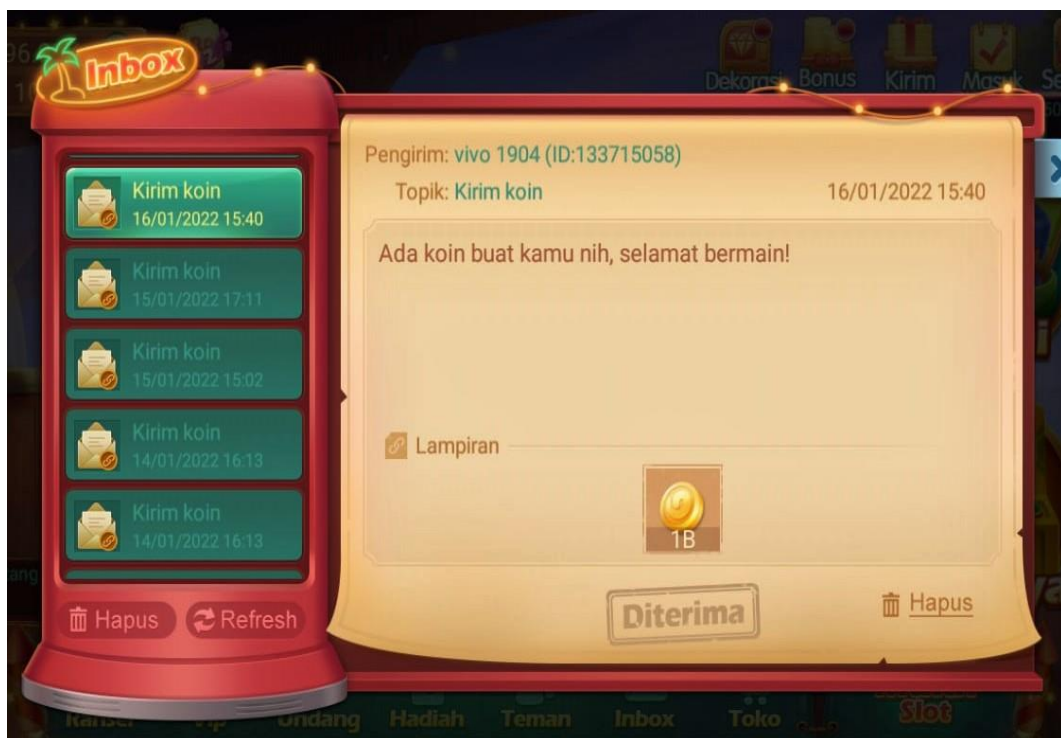 Inbox
Dekorasi Bonus Kirim Masuk
Kirim koin
16/01/2022 15:40
Kirim koin
15/01/2022 17:11
Kirim koin
15/01/2022 15:02
Kirim koin
14/01/2022 16:13
Kirim koin
14/01/2022 16:13
Hapus
Refresh
Pengirim: vivo 1904 (ID:133715058)
Topik: Kirim koin
16/01/2022 15:40
Ada koin buat kamu nih, selamat bermain!
Lampiran
1B
Diterima
Hapus
Ransel Vip Undang Hadiah Teman Inbox Toko Slot